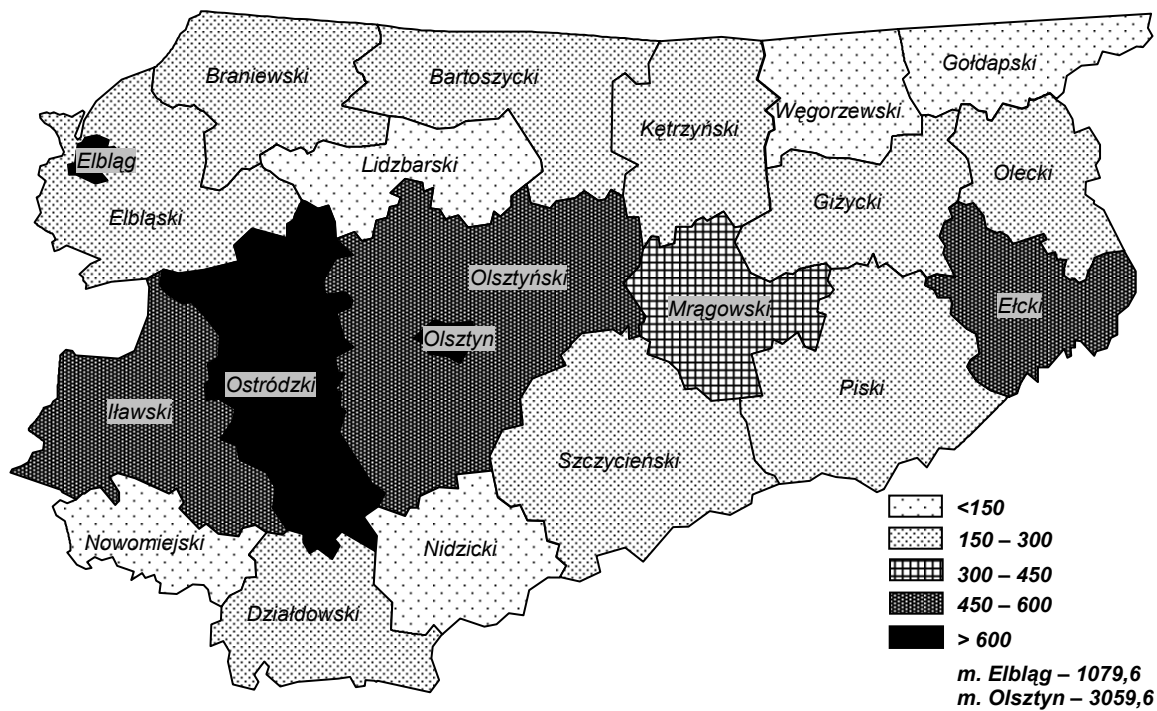 Gołdapski
Braniewski
Bartoszycki
Węgorzewski
Kętrzyński
Elbląg
Lidzbarski
Olecki
Giżycki
Elbląski
Olsztyński
Mrągowski
Ełcki
Olsztyn
Ostródzki
Piski
Iławski
Szczycieński
<150
Nowomiejski
Nidzicki
150 – 300
300 – 450
450 – 600
Działdowski
> 600
m. Elbląg – 1079,6
m. Olsztyn – 3059,6